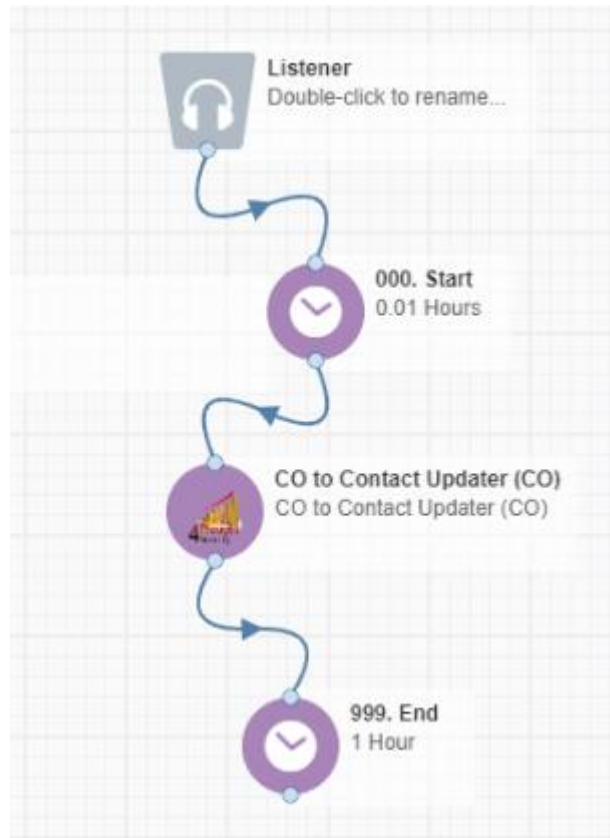 Listener
Double-click to rename...
000. Start
0.01 Hours
CO to Contact Updater (CO)
CO to Contact Updater (CO)
999. End
1 Hour